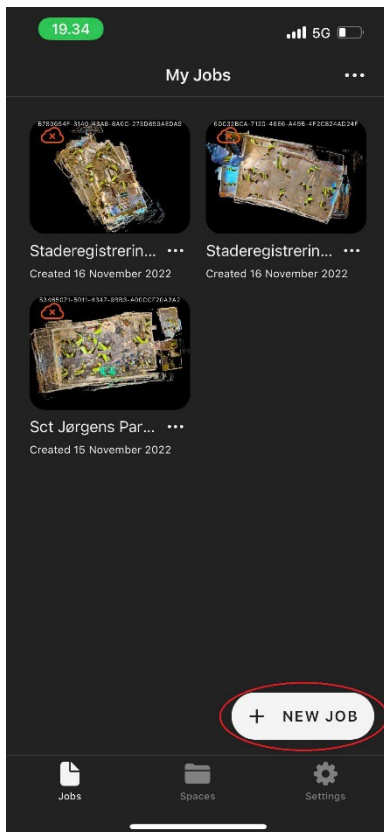 19.34
5G
My Jobs
Staderegistrerin...
Created 16 November 2022
Staderegistrerin...
Created 16 November 2022
Sct Jørgens Par...
Created 15 November 2022
+ NEW JOB
Jobs
Spaces
Settings